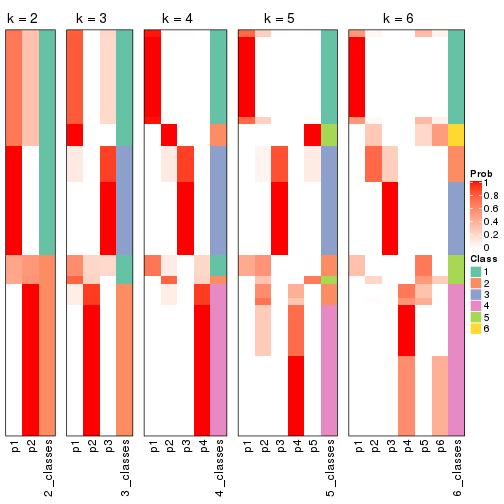 k = 2
k = 3
k = 4
k = 5
k = 6
Prob
1
0.8
0.6
0.4
0.2
0
Class
1
2
3
4
5
6
p1
p2
2_classes
p1
p2
p3
3_classes
p1
p2
p3
p4
4_classes
p1
p2
p3
p4
p5
5_classes
p1
p2
p3
p4
p5
p6
6_classes